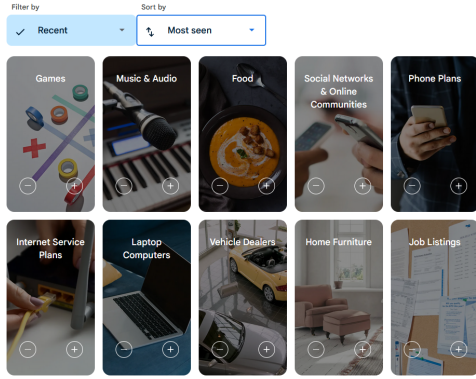 Filter by
Sort by
Recent
Most seen
Games
Music & Audio
Food
Social Networks
& Online
Communities
Phone Plans
Internet Service
Plans
Laptop
Computers
Vehicle Dealers
Home Furniture
Job Listings